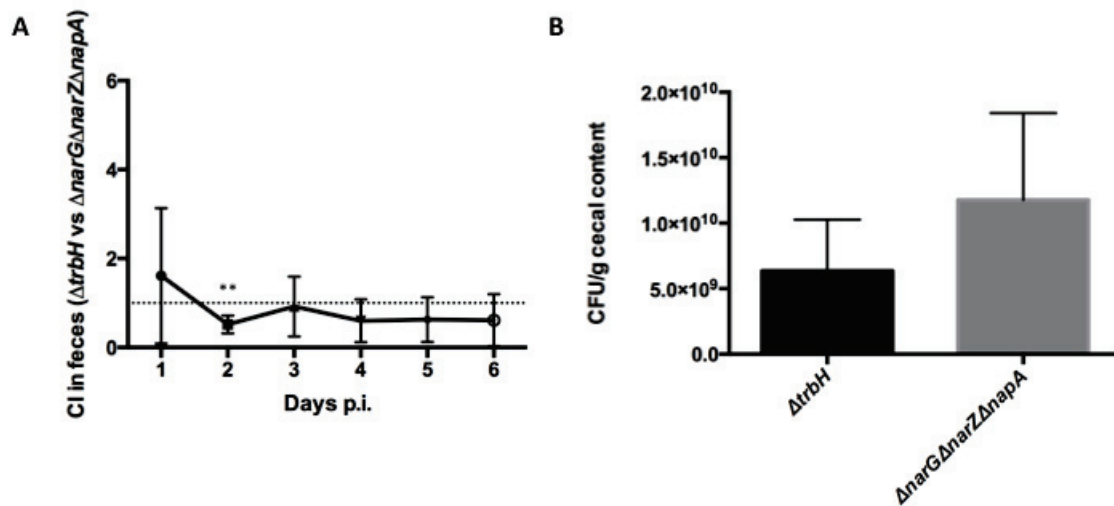 A
CI in feces (ΔtrbH vs ΔnarGΔnarZΔnapA)
6
4
2
0
**
1 2 3 4 5 6
Days p.i.
B
CFU/g cecal content
2.0×10¹⁰
1.5×10¹⁰
1.0×10¹⁰
5.0×10⁹
0.0
ΔtrbH
ΔnarGΔnarZΔnapA